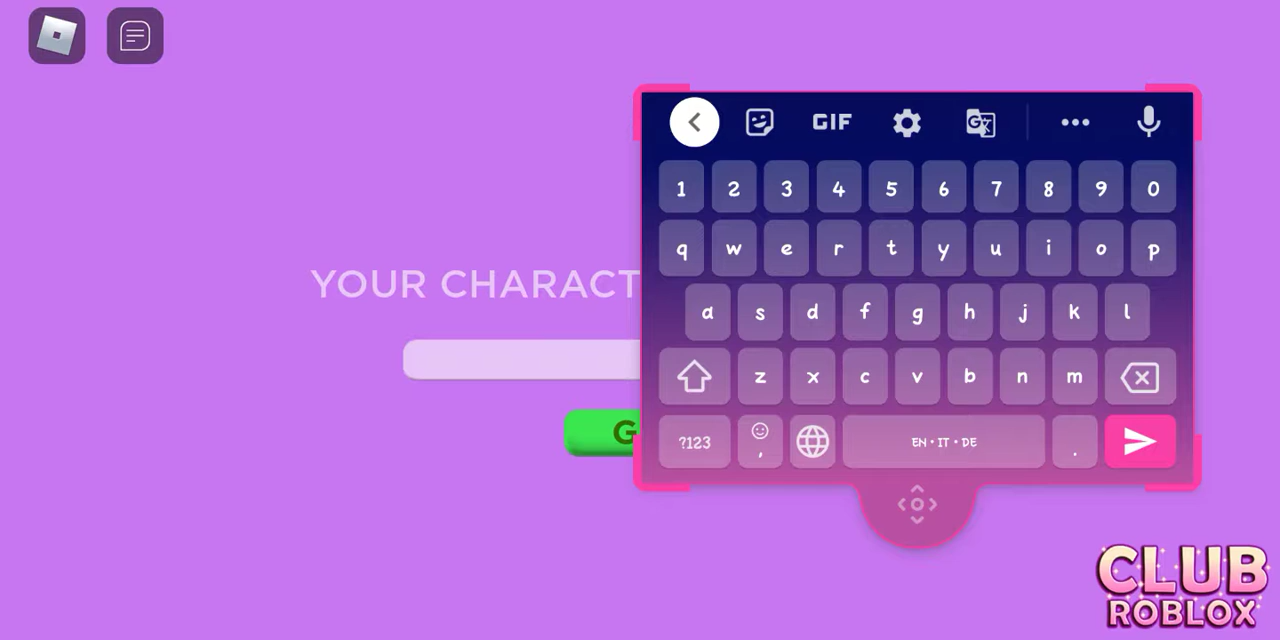 GIF
1 2 3 4 5 6 7 8 9 0
q w e r t y u i o p
YOUR CHARACT
a s d f g h j k l
z x c v b n m
G
?123 , EN • IT • DE .
CLUB
ROBLOX